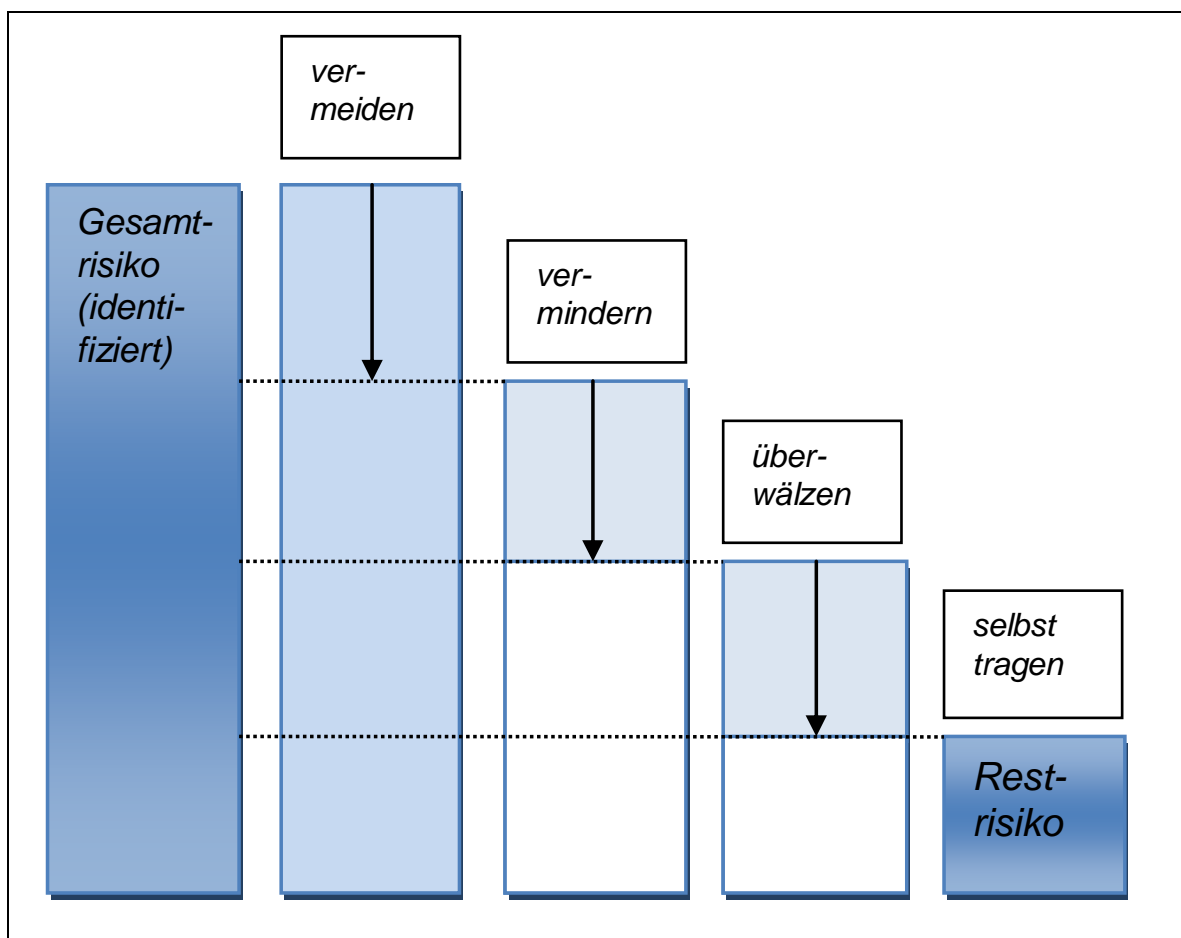 ver-
meiden
Gesamt-
risiko
(identi-
fiziert)
ver-
mindern
über-
wälzen
selbst
tragen
Rest-
risiko